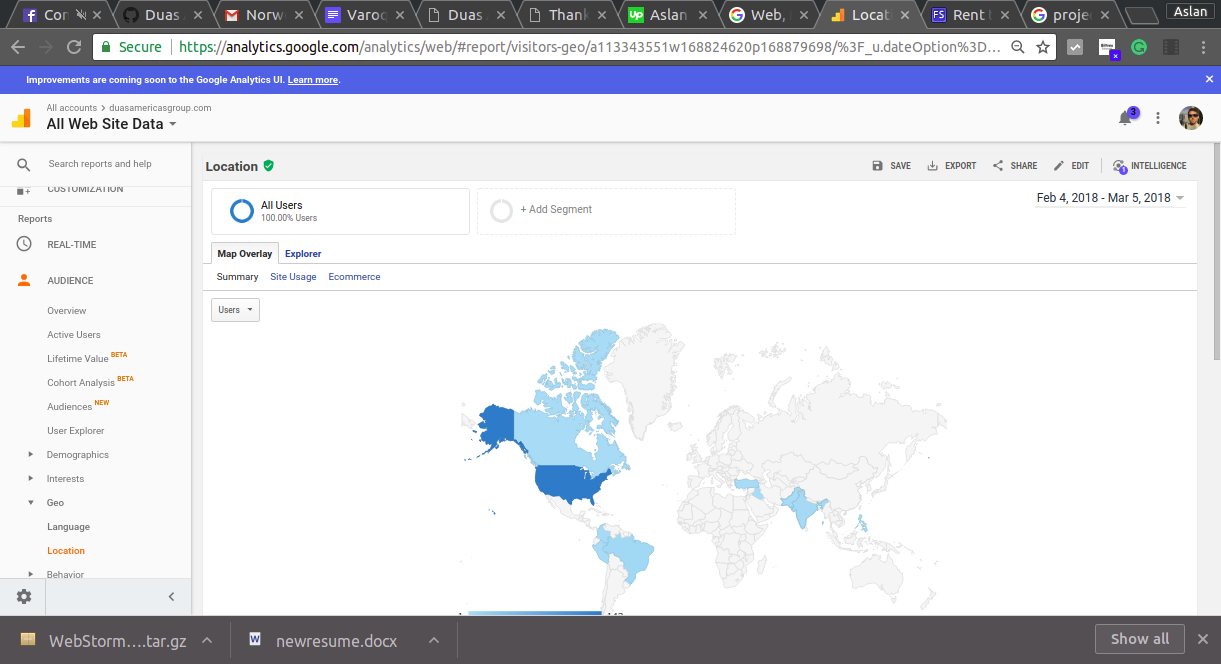 Con
Duas
Norw
Varoq
Duas
Thank
Aslan
Web,
Locat
Rent
proje
Aslan
Secure
https://analytics.google.com/analytics/web/#report/visitors-geo/a113343551w168824620p168879698/%3F_u.dateOption%3D...
Improvements are coming soon to the Google Analytics UI. Learn more.
All accounts > duasamericasgroup.com
All Web Site Data
3
Search reports and help
CUSTOMIZATION
Reports
REAL-TIME
AUDIENCE
Overview
Active Users
Lifetime Value BETA
Cohort Analysis BETA
Audiences NEW
User Explorer
Demographics
Interests
Geo
Language
Location
Behavior
Location
SAVE
EXPORT
SHARE
EDIT
1
INTELLIGENCE
All Users
100.00% Users
+ Add Segment
Feb 4, 2018 - Mar 5, 2018
Map Overlay
Explorer
Summary
Site Usage
Ecommerce
Users
WebStorm....tar.gz
newresume.docx
Show all